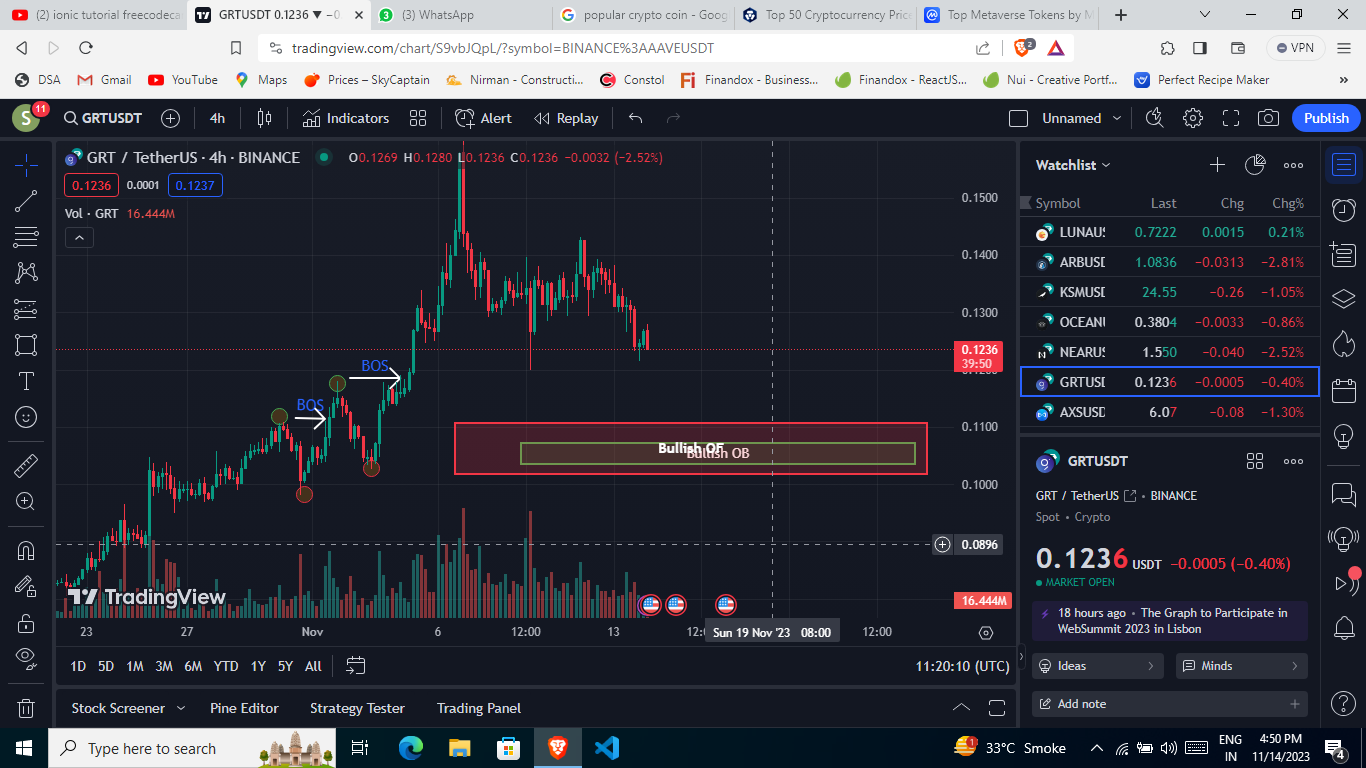 (2) ionic tutorial freecodeca
GRTUSDT 0.1236 ▼ −0
(3) WhatsApp
popular crypto coin - Goog
Top 50 Cryptocurrency Price
Top Metaverse Tokens by M
tradingview.com/chart/S9vbJQpL/?symbol=BINANCE%3AAAVEUSDT
2
VPN
DSA
Gmail
YouTube
Maps
Prices – SkyCaptain
Nirman - Constructi...
Constol
Finandox - Business...
Finandox - ReactJS...
Nui - Creative Portf...
Perfect Recipe Maker
»
S
11
GRTUSDT
4h
Indicators
Alert
Replay
Unnamed
Publish
GRT / TetherUS · 4h · BINANCE
O0.1269 H0.1280 L0.1236 C0.1236 −0.0032 (−2.52%)
0.1236
0.0001
0.1237
Vol · GRT 16.444M
BOS
BOS
Bullish OB
0.1500
0.1400
0.1300
0.1236
39:50
0.1200
0.1100
0.1000
0.0896
16.444M
TradingView
23
27
Nov
6
12:00
13
Sun 19 Nov '23 08:00
12:00
1D 5D 1M 3M 6M YTD 1Y 5Y All
11:20:10 (UTC)
Stock Screener
Pine Editor
Strategy Tester
Trading Panel
Watchlist
Symbol Last Chg Chg%
LUNAUS 0.7222 0.0015 0.21%
ARBUSD 1.0836 −0.0313 −2.81%
KSMUSD 24.55 −0.26 −1.05%
OCEANU 0.3804 −0.0033 −0.86%
NEARUS 1.550 −0.040 −2.52%
GRTUSD 0.1236 −0.0005 −0.40%
AXSUSD 6.07 −0.08 −1.30%
GRTUSDT
GRT / TetherUS • BINANCE
Spot • Crypto
0.1236 USDT −0.0005 (−0.40%)
MARKET OPEN
18 hours ago • The Graph to Participate in
WebSummit 2023 in Lisbon
Ideas
Minds
Add note
Type here to search
1
33°C Smoke
ENG
IN
4:50 PM
11/14/2023
4